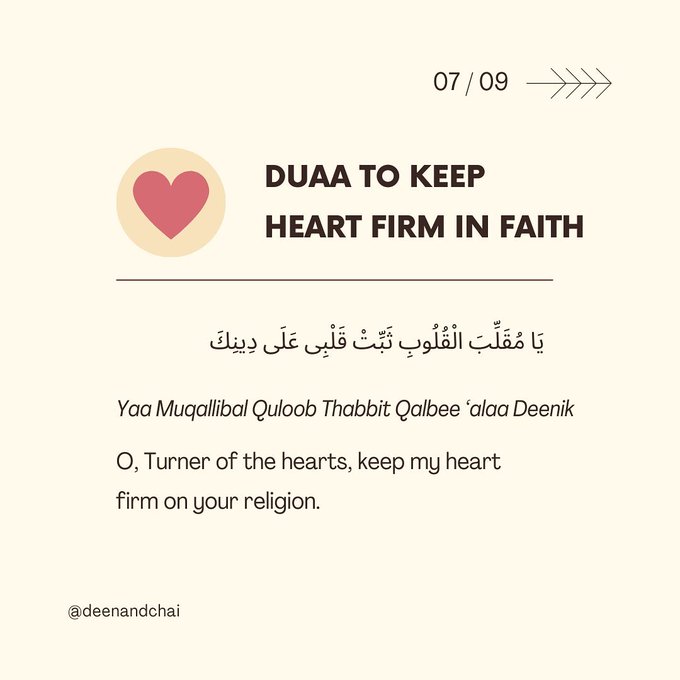 07 / 09
DUAA TO KEEP
HEART FIRM IN FAITH
يَا مُقَلِّبَ الْقُلُوبِ ثَبِّتْ قَلْبِى عَلَى دِينِكَ
Yaa Muqallibal Quloob Thabbit Qalbee ‘alaa Deenik
O, Turner of the hearts, keep my heart
firm on your religion.
@deenandchai